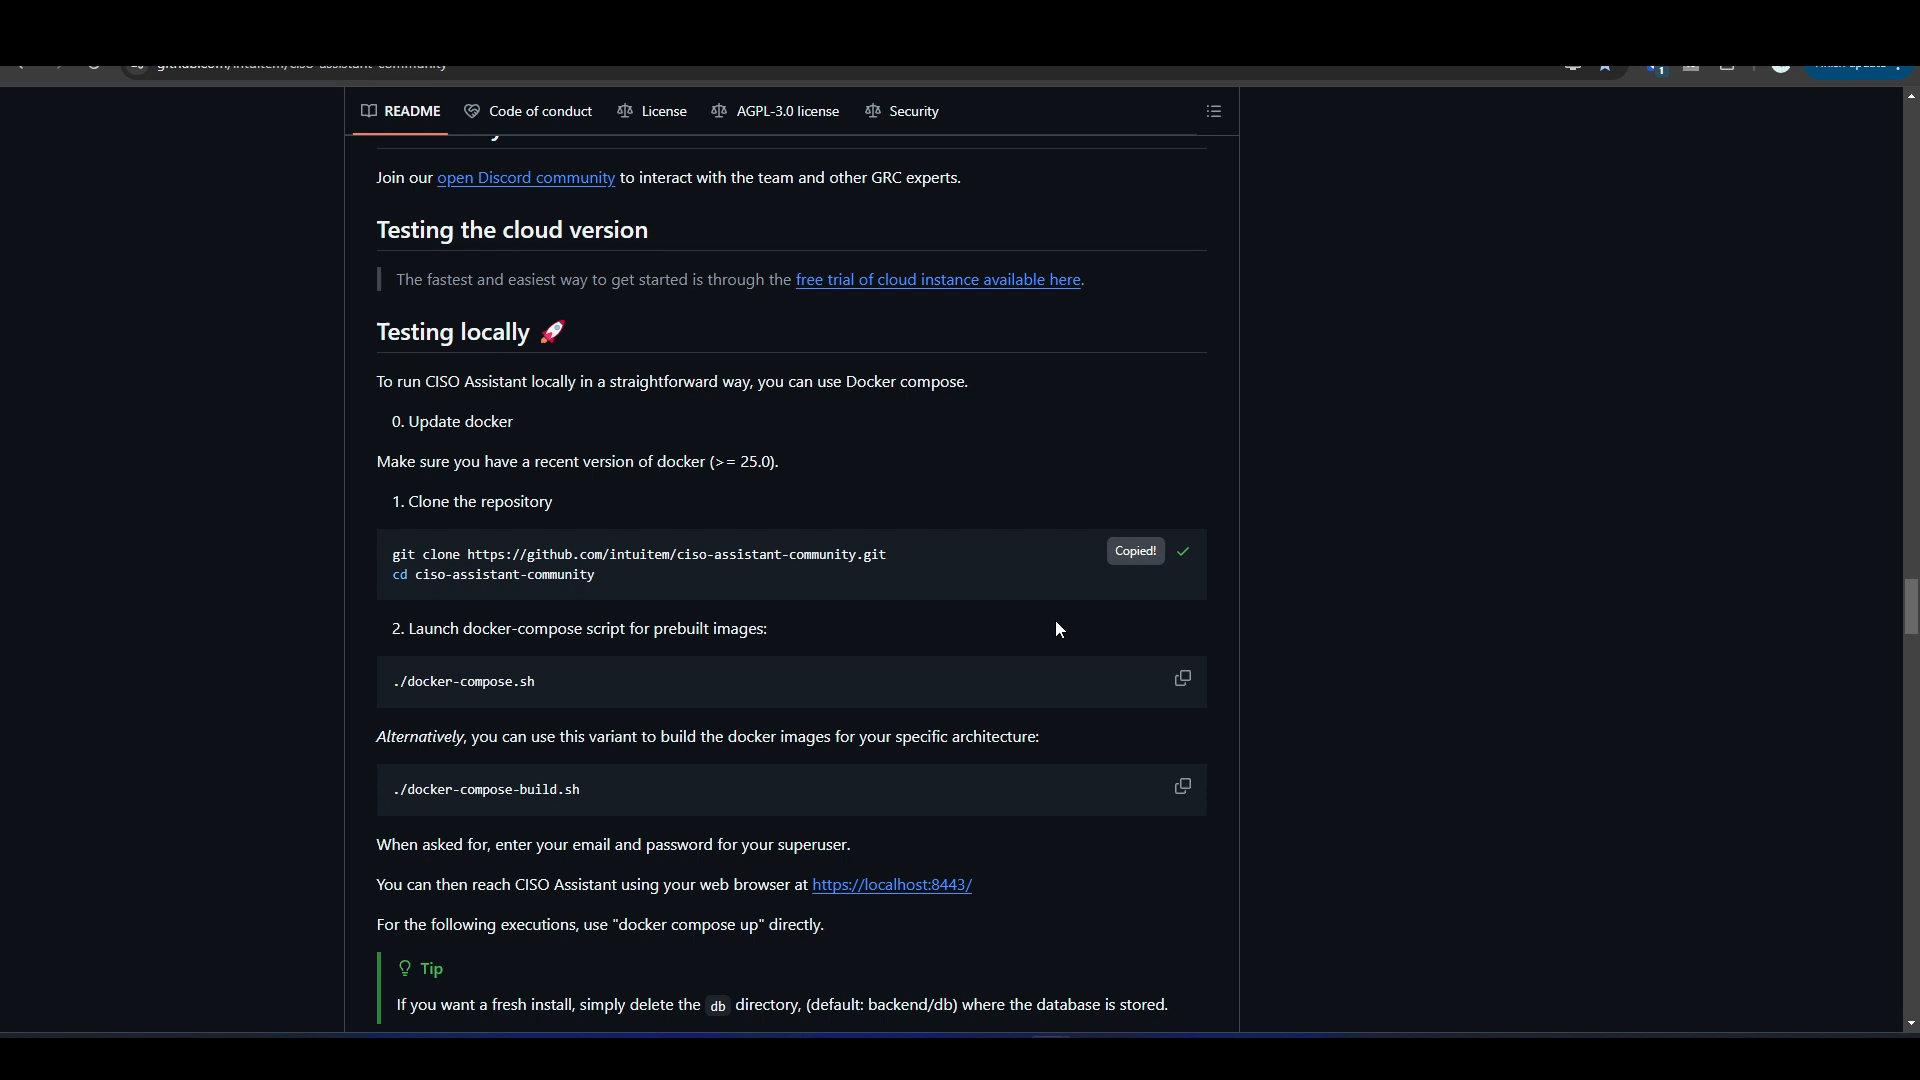 README
Code of conduct
License
AGPL-3.0 license
Security
Join our open Discord community to interact with the team and other GRC experts.
Testing the cloud version
The fastest and easiest way to get started is through the free trial of cloud instance available here.
Testing locally 🚀
To run CISO Assistant locally in a straightforward way, you can use Docker compose.
0. Update docker
Make sure you have a recent version of docker (>= 25.0).
1. Clone the repository
git clone https://github.com/intuitem/ciso-assistant-community.git
Copied!
cd ciso-assistant-community
2. Launch docker-compose script for prebuilt images:
./docker-compose.sh
Alternatively, you can use this variant to build the docker images for your specific architecture:
./docker-compose-build.sh
When asked for, enter your email and password for your superuser.
You can then reach CISO Assistant using your web browser at https://localhost:8443/
For the following executions, use "docker compose up" directly.
Tip
If you want a fresh install, simply delete the db directory, (default: backend/db) where the database is stored.